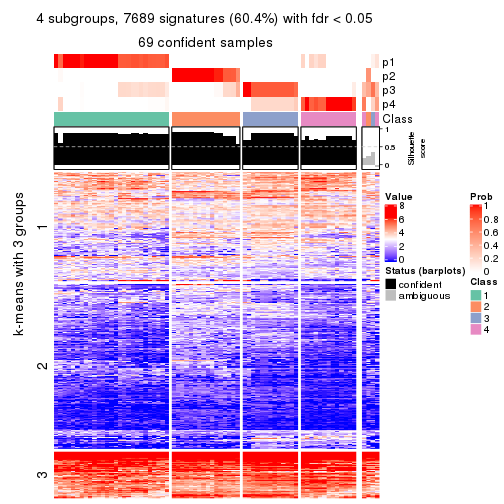 4 subgroups, 7689 signatures (60.4%) with fdr < 0.05
69 confident samples
p1
p2
p3
p4
Class
1
0.5
0
Silhouette
score
k-means with 3 groups
1
2
3
Value
8
6
4
2
0
Status (barplots)
confident
ambiguous
Prob
1
0.8
0.6
0.4
0.2
0
Class
1
2
3
4